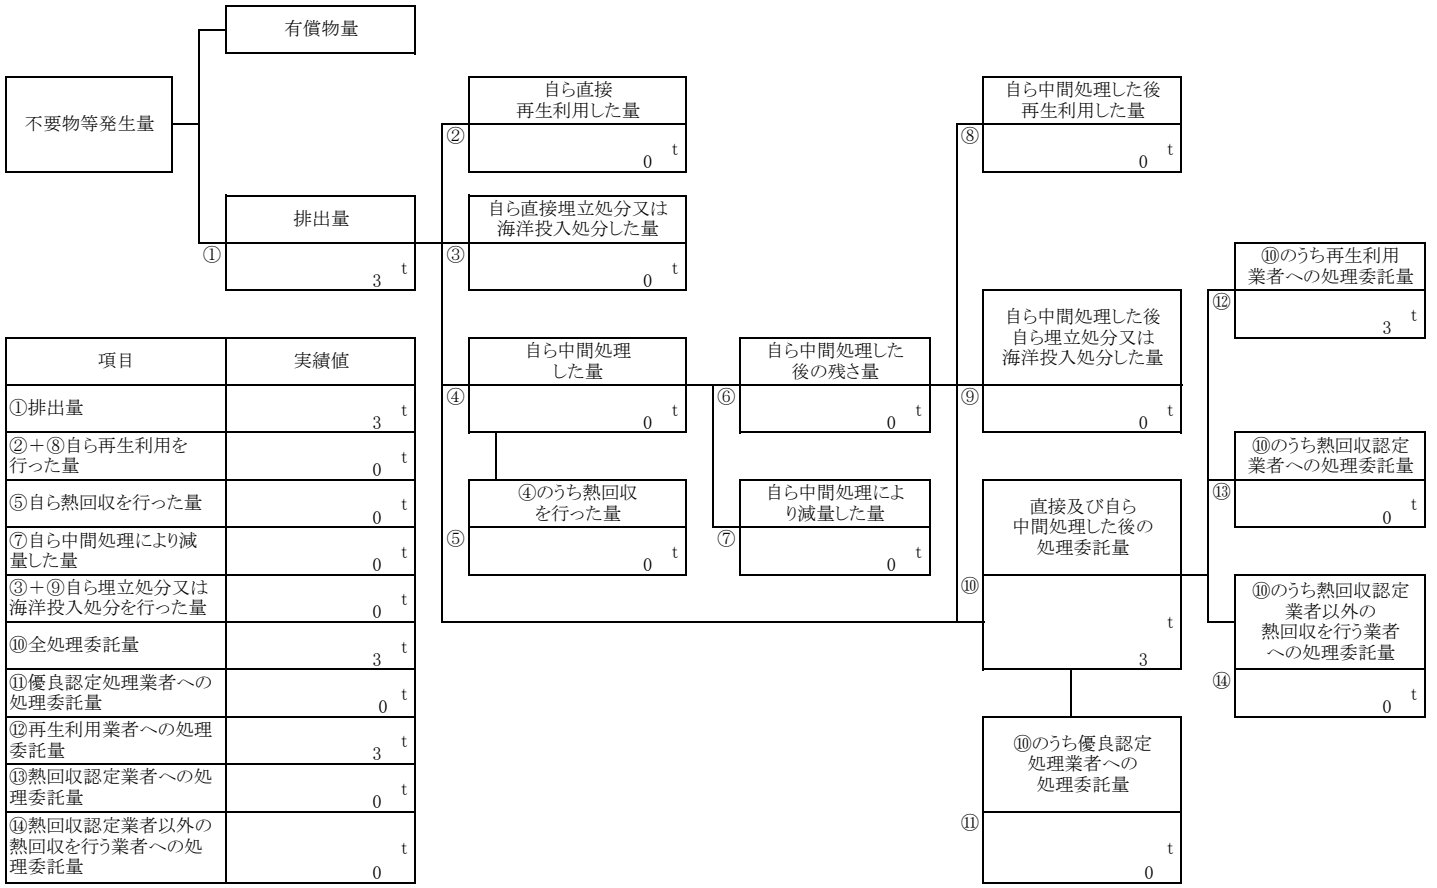 有償物量
不要物等発生量
自ら直接
再生利用した量
②
t
0
自ら中間処理した後
再生利用した量
⑧
t
0
排出量
①
t
3
自ら直接埋立処分又は
海洋投入処分した量
③
t
0
⑩のうち再生利用
業者への処理委託量
⑫
t
3
自ら中間処理
した量
④
t
0
自ら中間処理した
後の残さ量
⑥
t
0
自ら中間処理した後
自ら埋立処分又は
海洋投入処分した量
⑨
t
0
⑩のうち熱回収認定
業者への処理委託量
⑬
t
0
④のうち熱回収
を行った量
⑤
t
0
自ら中間処理によ
り減量した量
⑦
t
0
直接及び自ら
中間処理した後の
処理委託量
⑩
t
3
⑩のうち熱回収認定
業者以外の
熱回収を行う業者
への処理委託量
⑭
t
0
⑩のうち優良認定
処理業者への
処理委託量
⑪
t
0
項目 実績値
①排出量
3 t
②+⑧自ら再生利用を
行った量
0 t
⑤自ら熱回収を行った量
0 t
⑦自ら中間処理により減
量した量
0 t
③+⑨自ら埋立処分又は
海洋投入処分を行った量
0 t
⑩全処理委託量
3 t
⑪優良認定処理業者への
処理委託量
0 t
⑫再生利用業者への処理
委託量
3 t
⑬熱回収認定業者への処
理委託量
0 t
⑭熱回収認定業者以外の
熱回収を行う業者への処
理委託量
0 t